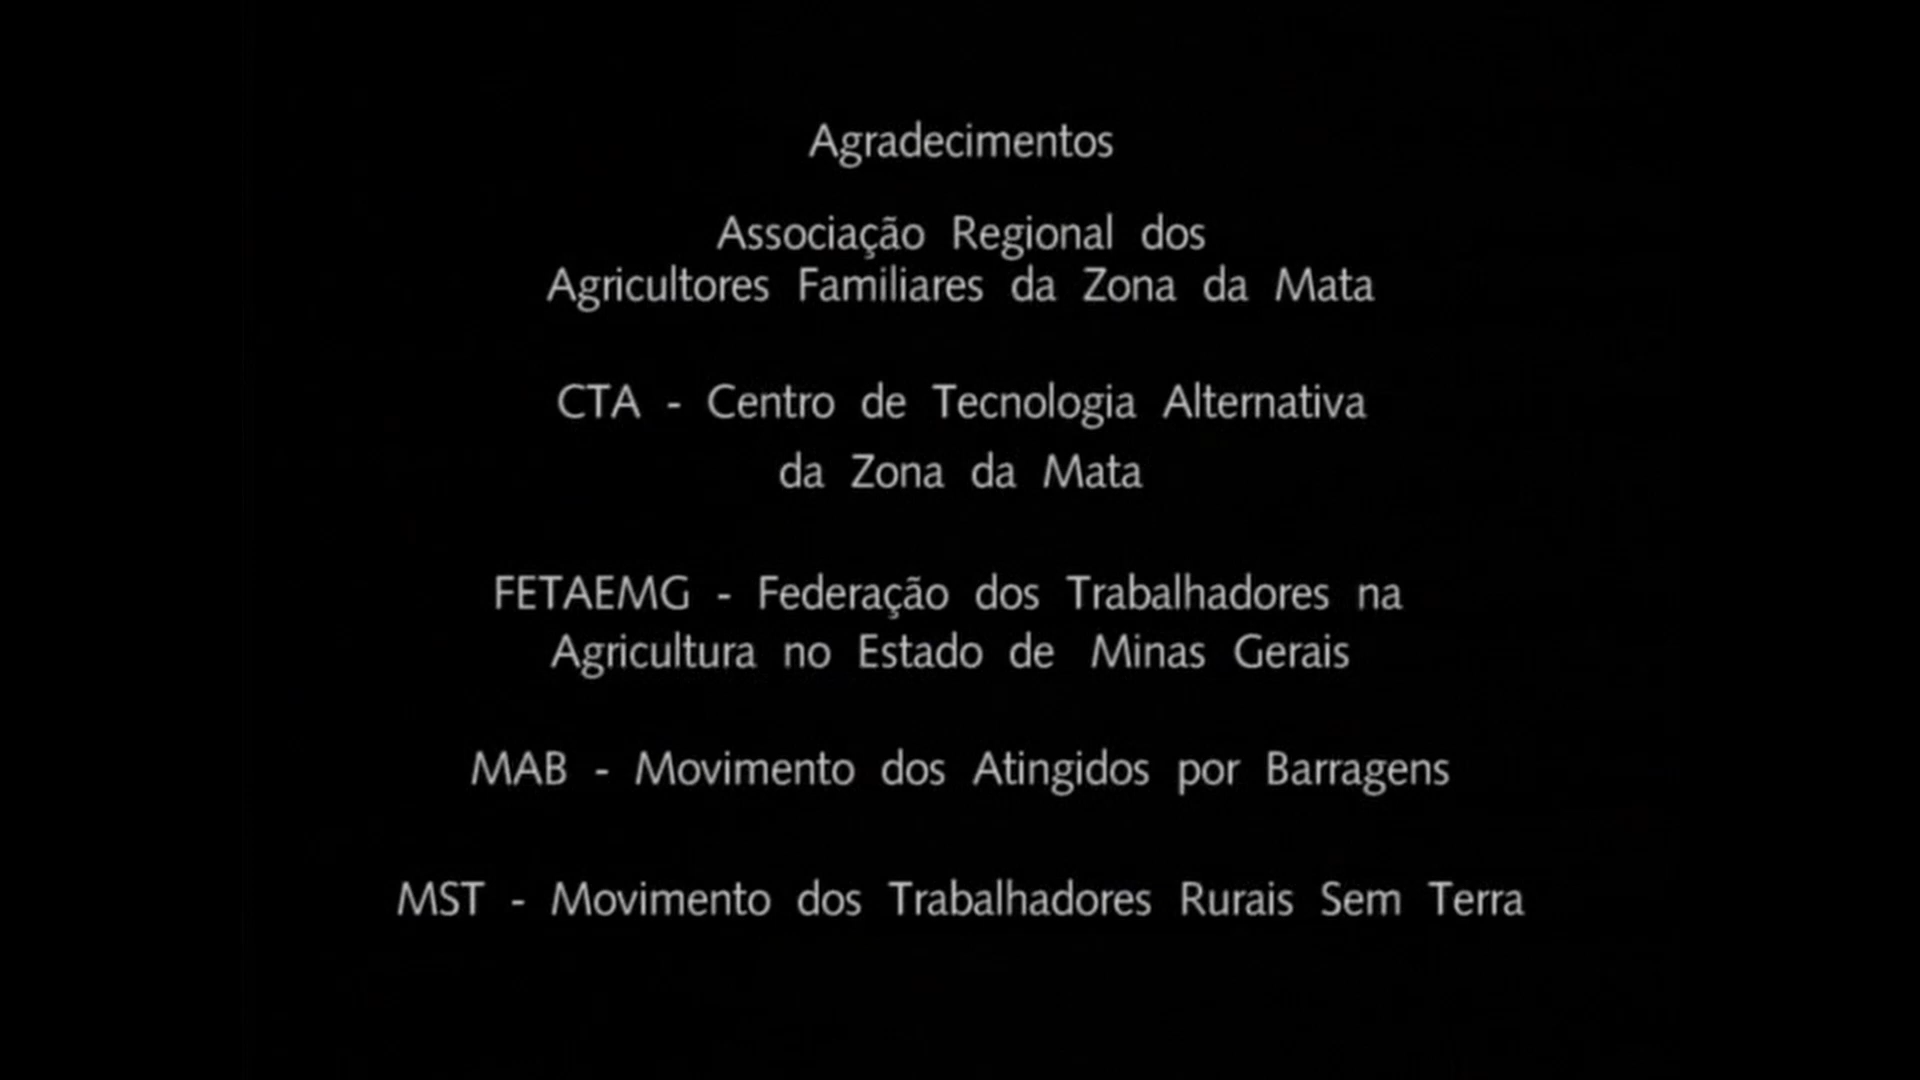 Agradecimentos
Associação Regional dos
Agricultores Familiares da Zona da Mata
CTA - Centro de Tecnologia Alternativa
da Zona da Mata
FETAEMG - Federação dos Trabalhadores na
Agricultura no Estado de Minas Gerais
MAB - Movimento dos Atingidos por Barragens
MST - Movimento dos Trabalhadores Rurais Sem Terra